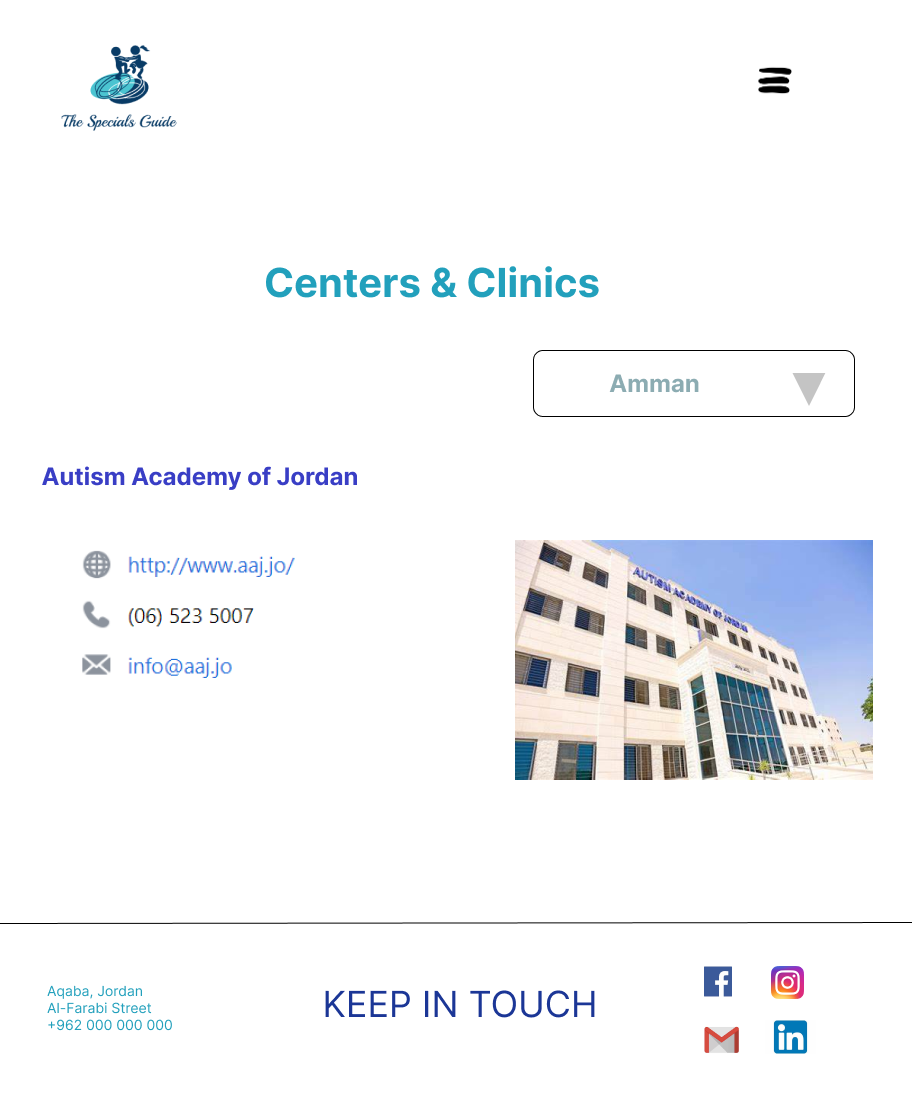 The Specials Guide
Centers & Clinics
Amman
Autism Academy of Jordan
http://www.aaj.jo/
(06) 523 5007
info@aaj.jo
AUTISM ACADEMY OF JORDAN
Aqaba, Jordan
Al-Farabi Street
+962 000 000 000
KEEP IN TOUCH